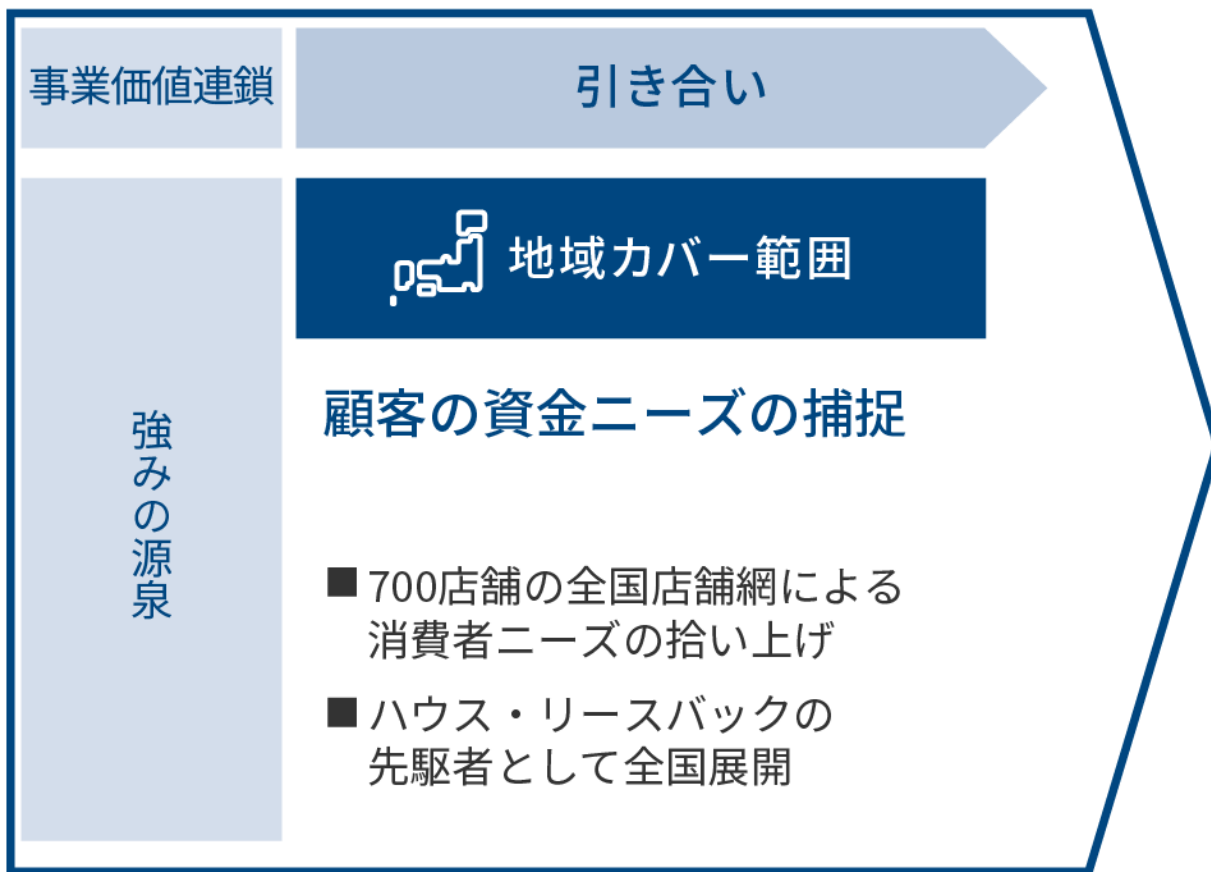 事業価値連鎖
引き合い
強みの源泉
地域カバー範囲
顧客の資金ニーズの捕捉
■ 700店舗の全国店舗網による
消費者ニーズの拾い上げ
■ ハウス・リースバックの
先駆者として全国展開